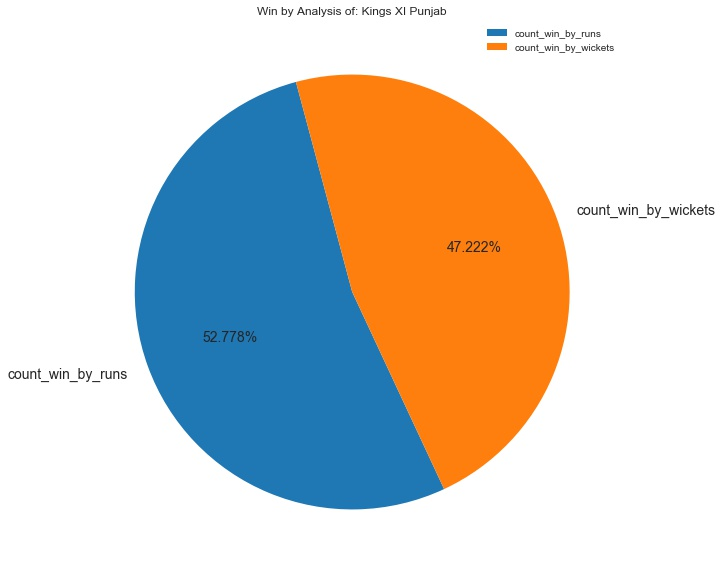 Win by Analysis of: Kings XI Punjab
count_win_by_runs
count_win_by_wickets
count_win_by_wickets
47.222%
52.778%
count_win_by_runs